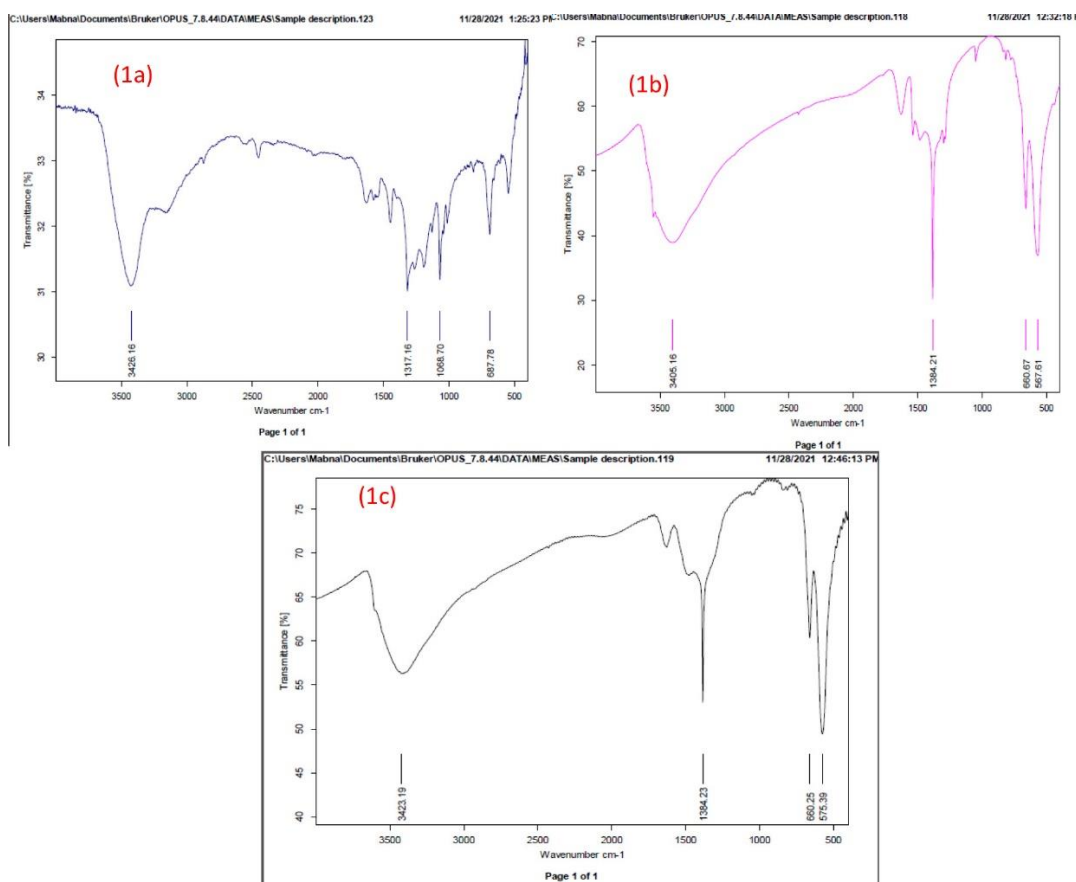 C:\Users\Mabna\Documents\Bruker\OPUS_7.8.44\DATA\MEAS\Sample description.123 11/28/2021 1:25:23 PM
(1a)
Transmittance [%]
34
33
32
31
30
3426.16
1317.16
1068.70
687.78
3500 3000 2500 2000 1500 1000 500
Wavenumber cm-1
Page 1 of 1
C:\Users\Mabna\Documents\Bruker\OPUS_7.8.44\DATA\MEAS\Sample description.118 11/28/2021 12:32:18
(1b)
Transmittance [%]
70
60
50
40
30
20
3405.16
1384.21
660.67
567.61
3500 3000 2500 2000 1500 1000 500
Wavenumber cm-1
Page 1 of 1
C:\Users\Mabna\Documents\Bruker\OPUS_7.8.44\DATA\MEAS\Sample description.119 11/28/2021 12:46:13 PM
(1c)
Transmittance [%]
75
70
65
60
55
50
45
40
3423.19
1384.23
660.25
575.39
3500 3000 2500 2000 1500 1000 500
Wavenumber cm-1
Page 1 of 1